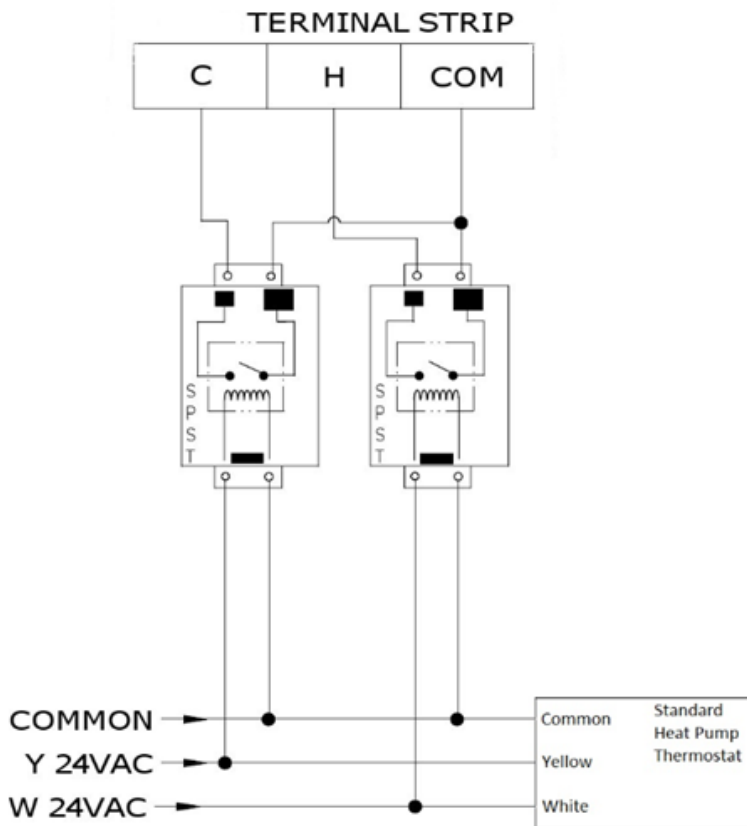 TERMINAL STRIP
C H COM
S P S T
S P S T
COMMON
Y 24VAC
W 24VAC
Common
Yellow
White
Standard
Heat Pump
Thermostat